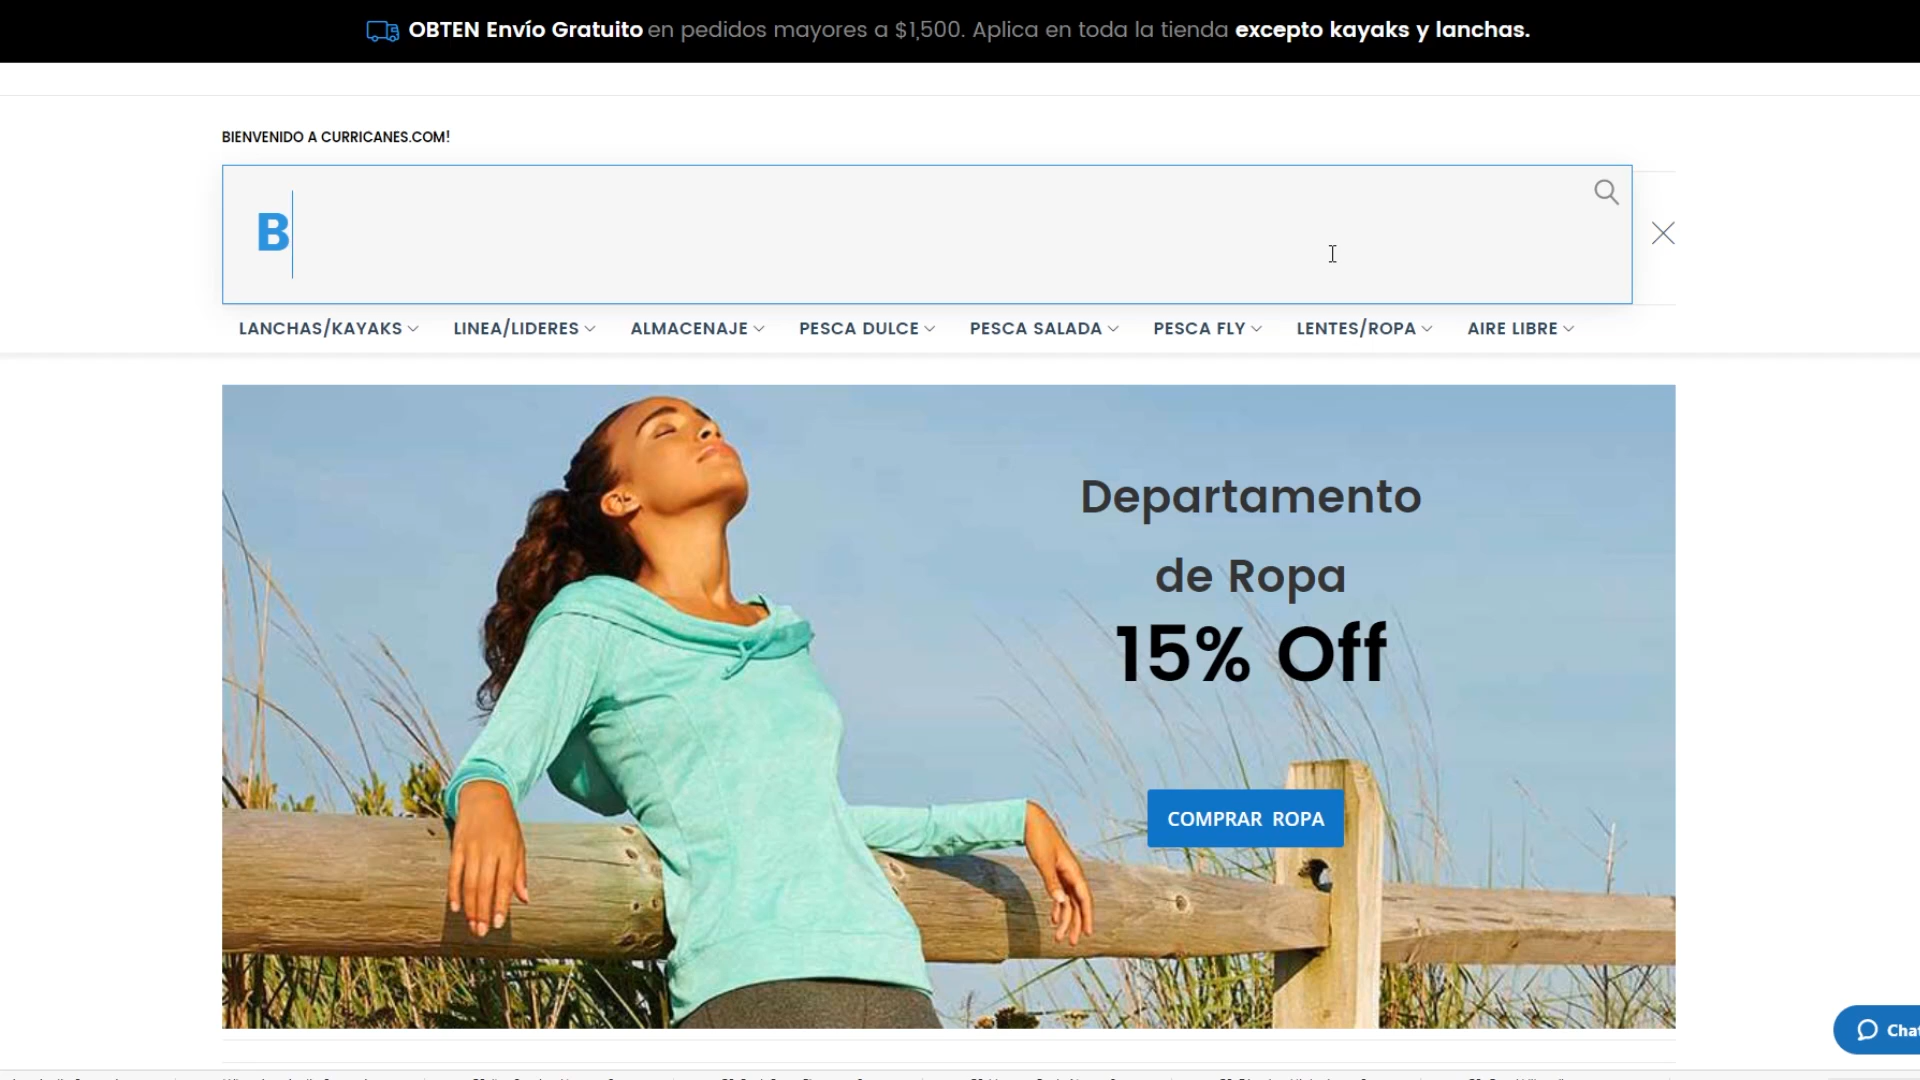 OBTEN Envío Gratuito en pedidos mayores a $1,500. Aplica en toda la tienda excepto kayaks y lanchas.
BIENVENIDO A CURRICANES.COM!
B
LANCHAS/KAYAKS LINEA/LIDERES ALMACENAJE PESCA DULCE PESCA SALADA PESCA FLY LENTES/ROPA AIRE LIBRE
Departamento
de Ropa
15% Off
COMPRAR ROPA